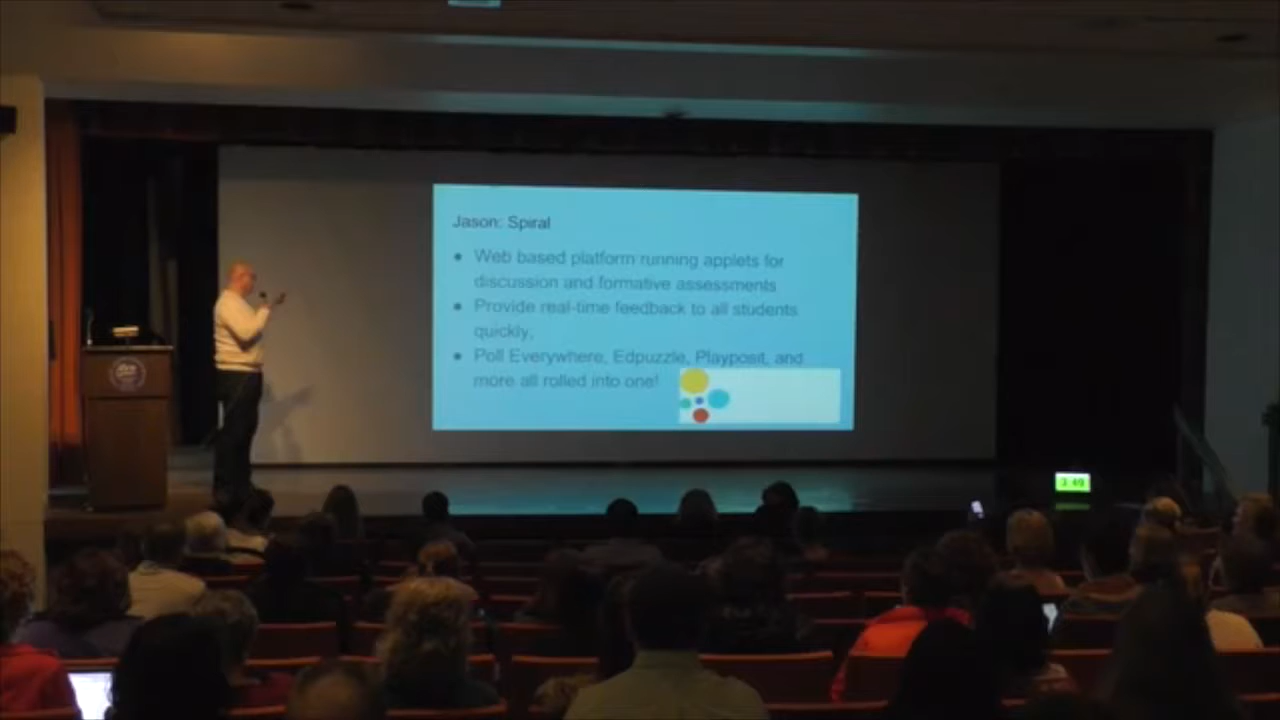 Jason: Spiral
● Web based platform running applets for
discussion and formative assessments
● Provide real-time feedback to all students
quickly;
● Poll Everywhere, Edpuzzle, Playposit, and
more all rolled into one!